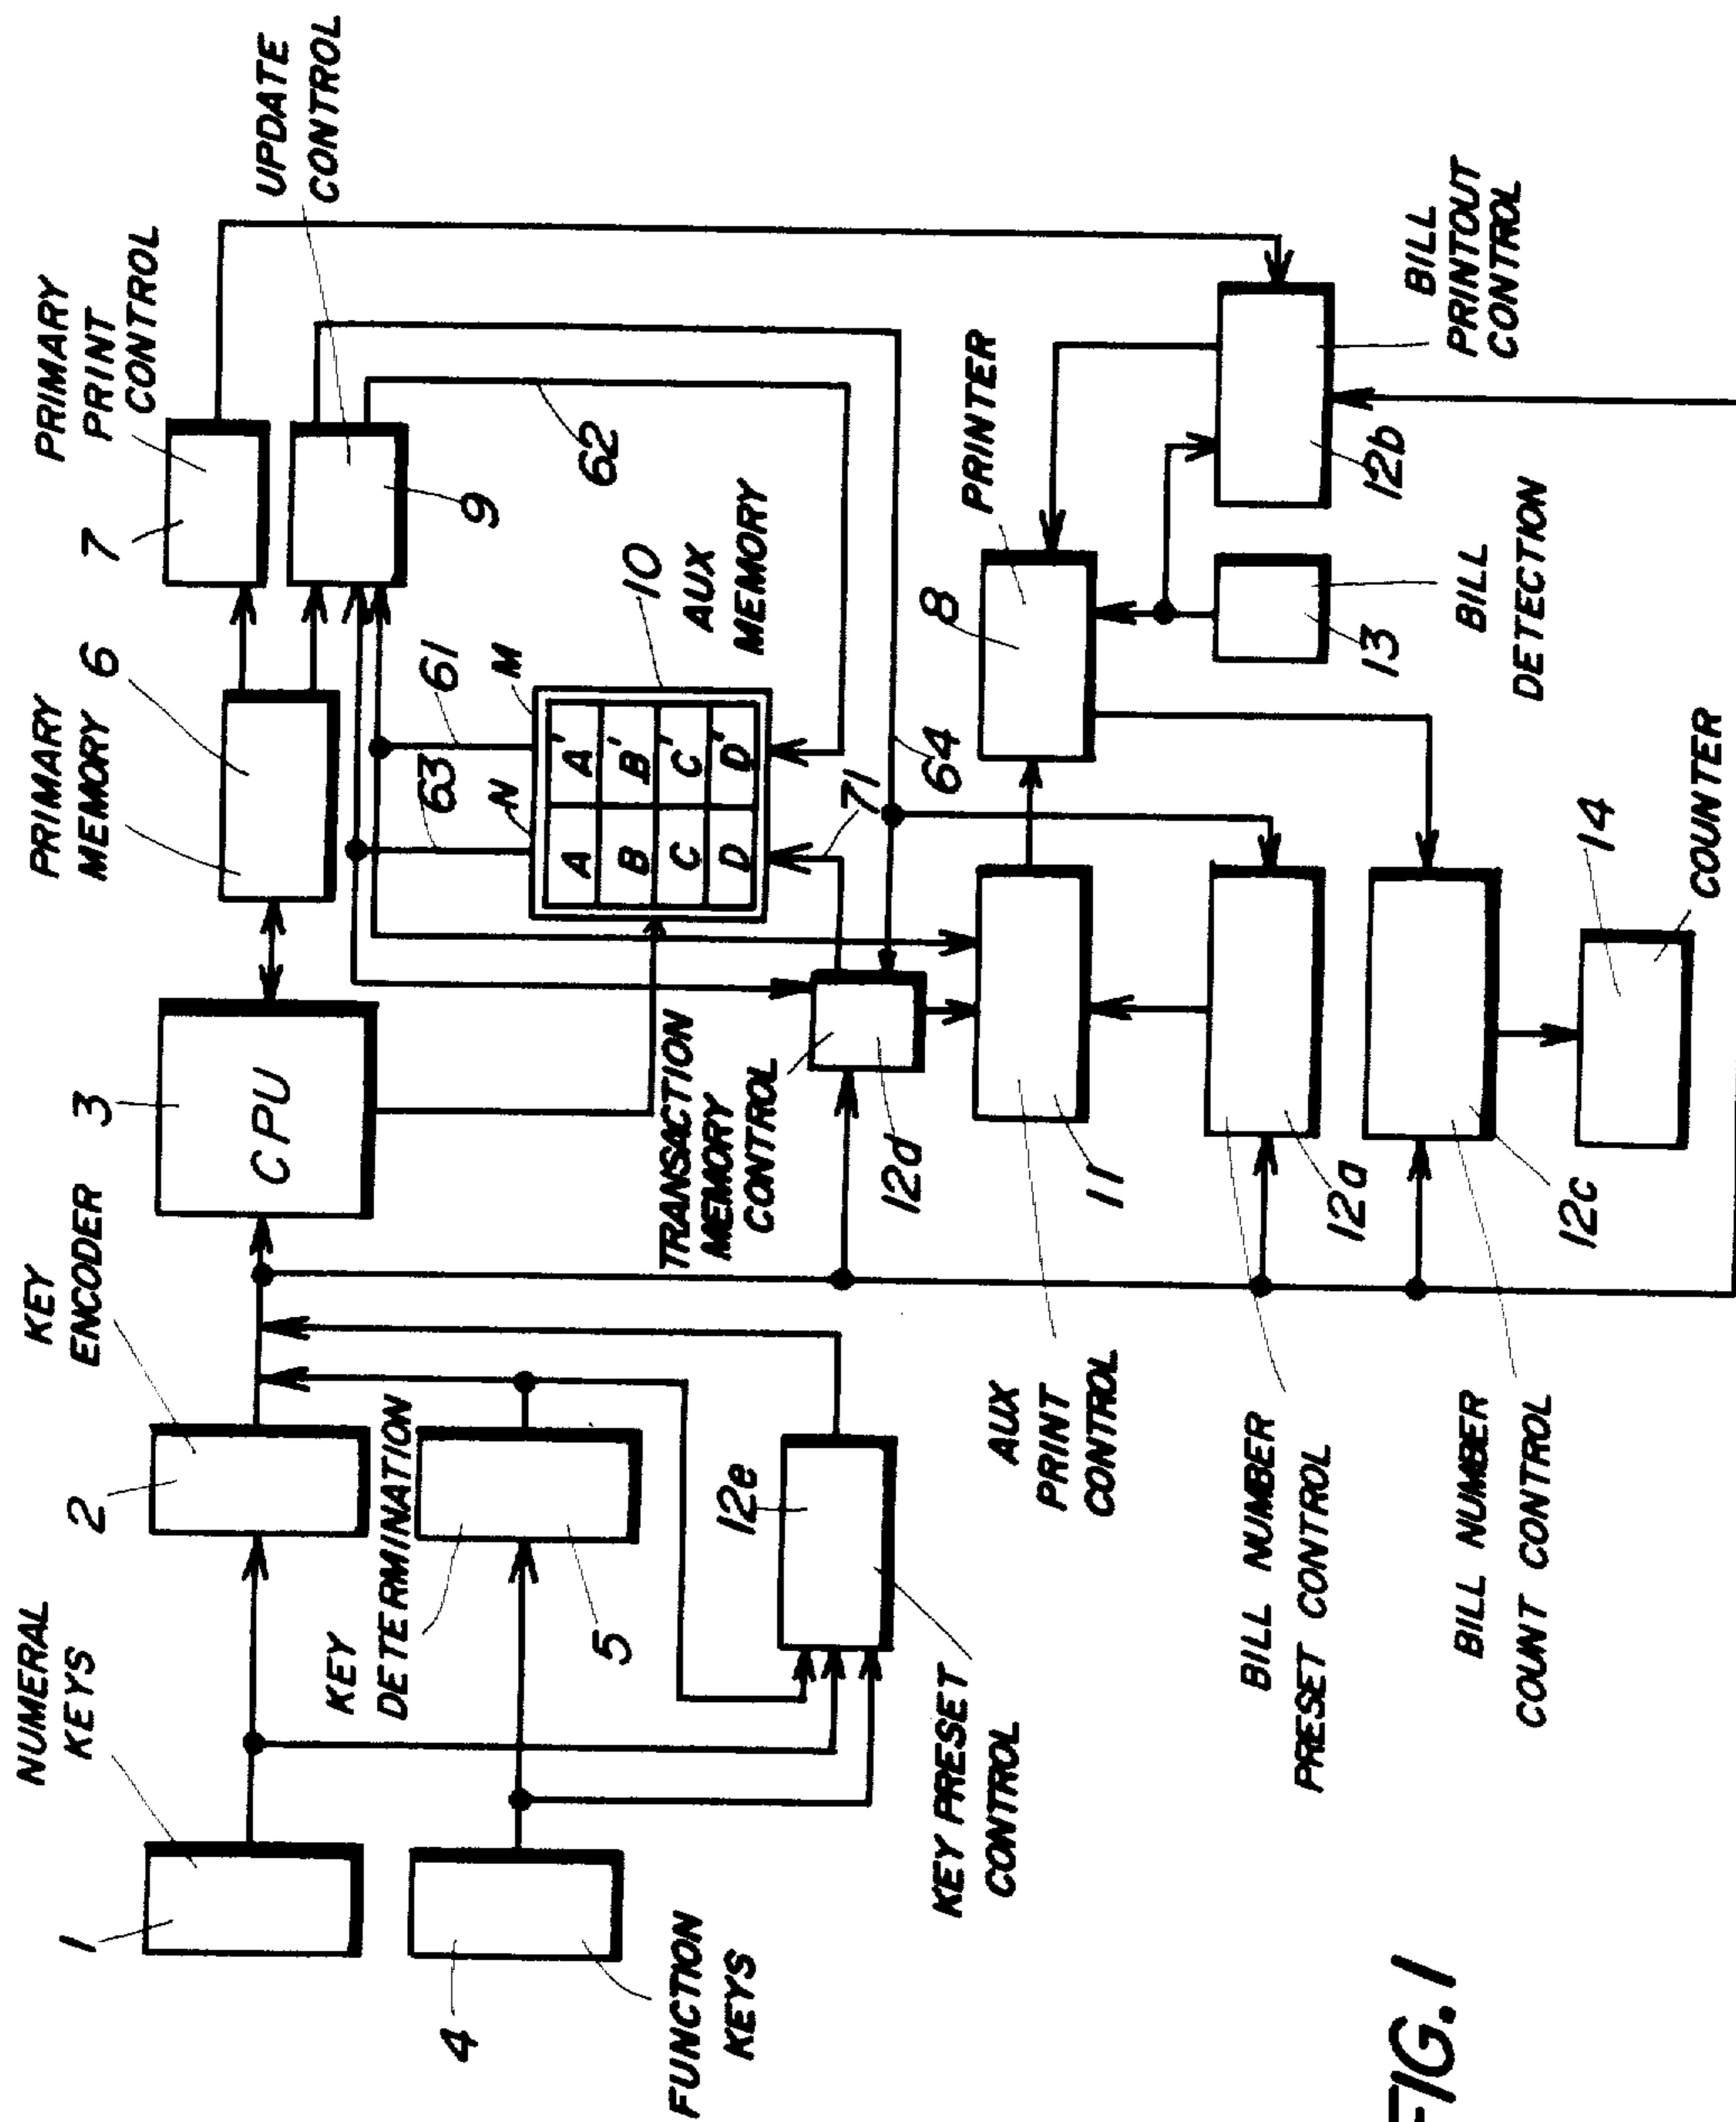 NUMERAL
KEYS
1
KEY
ENCODER
2
3
CPU
PRIMARY
MEMORY
6
PRIMARY
PRINT
CONTROL
7
UPDATE
CONTROL
9
FUNCTION
KEYS
4
KEY
DETERMINATION
5
KEY PRESET
CONTROL
12e
TRANSACTION
MEMORY
CONTROL
12d
63
61
62
N
M
10
AUX
MEMORY
A A'
B B'
C C'
D D'
71
64
AUX
PRINT
CONTROL
11
8
PRINTER
BILL NUMBER
PRESET CONTROL
12a
13
BILL
DETECTION
12b
BILL
PRINTOUT
CONTROL
BILL NUMBER
COUNT CONTROL
12c
14
COUNTER
FIG. 1